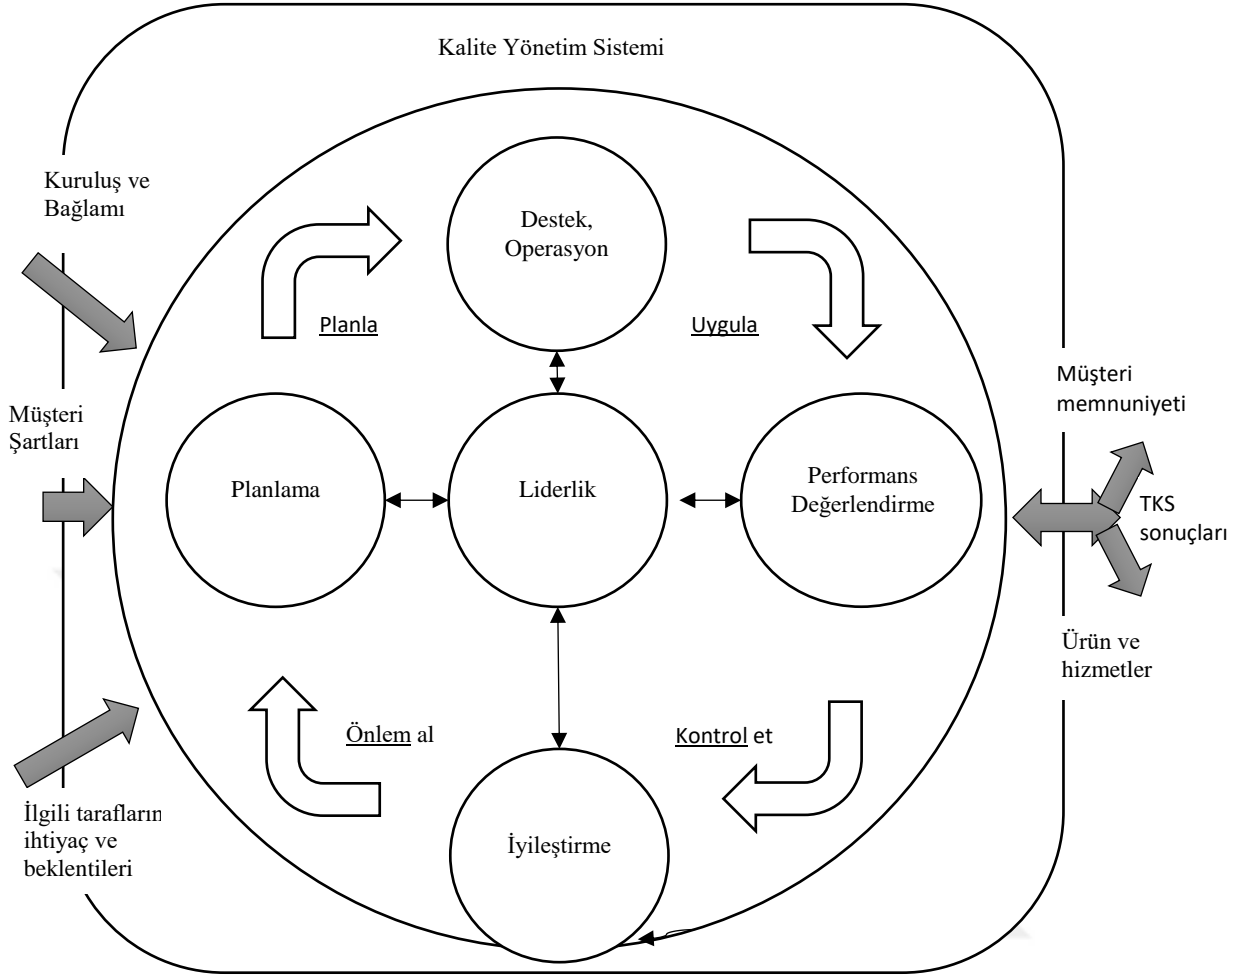 Kalite Yönetim Sistemi
Kuruluş ve
Bağlamı
Destek,
Operasyon
Planla
Uygula
Müşteri
memnuniyeti
Müşteri
Şartları
Planlama
Liderlik
Performans
Değerlendirme
TKS
sonuçları
Ürün ve
hizmetler
Önlem al
Kontrol et
İlgili tarafların
ihtiyaç ve
beklentileri
İyileştirme